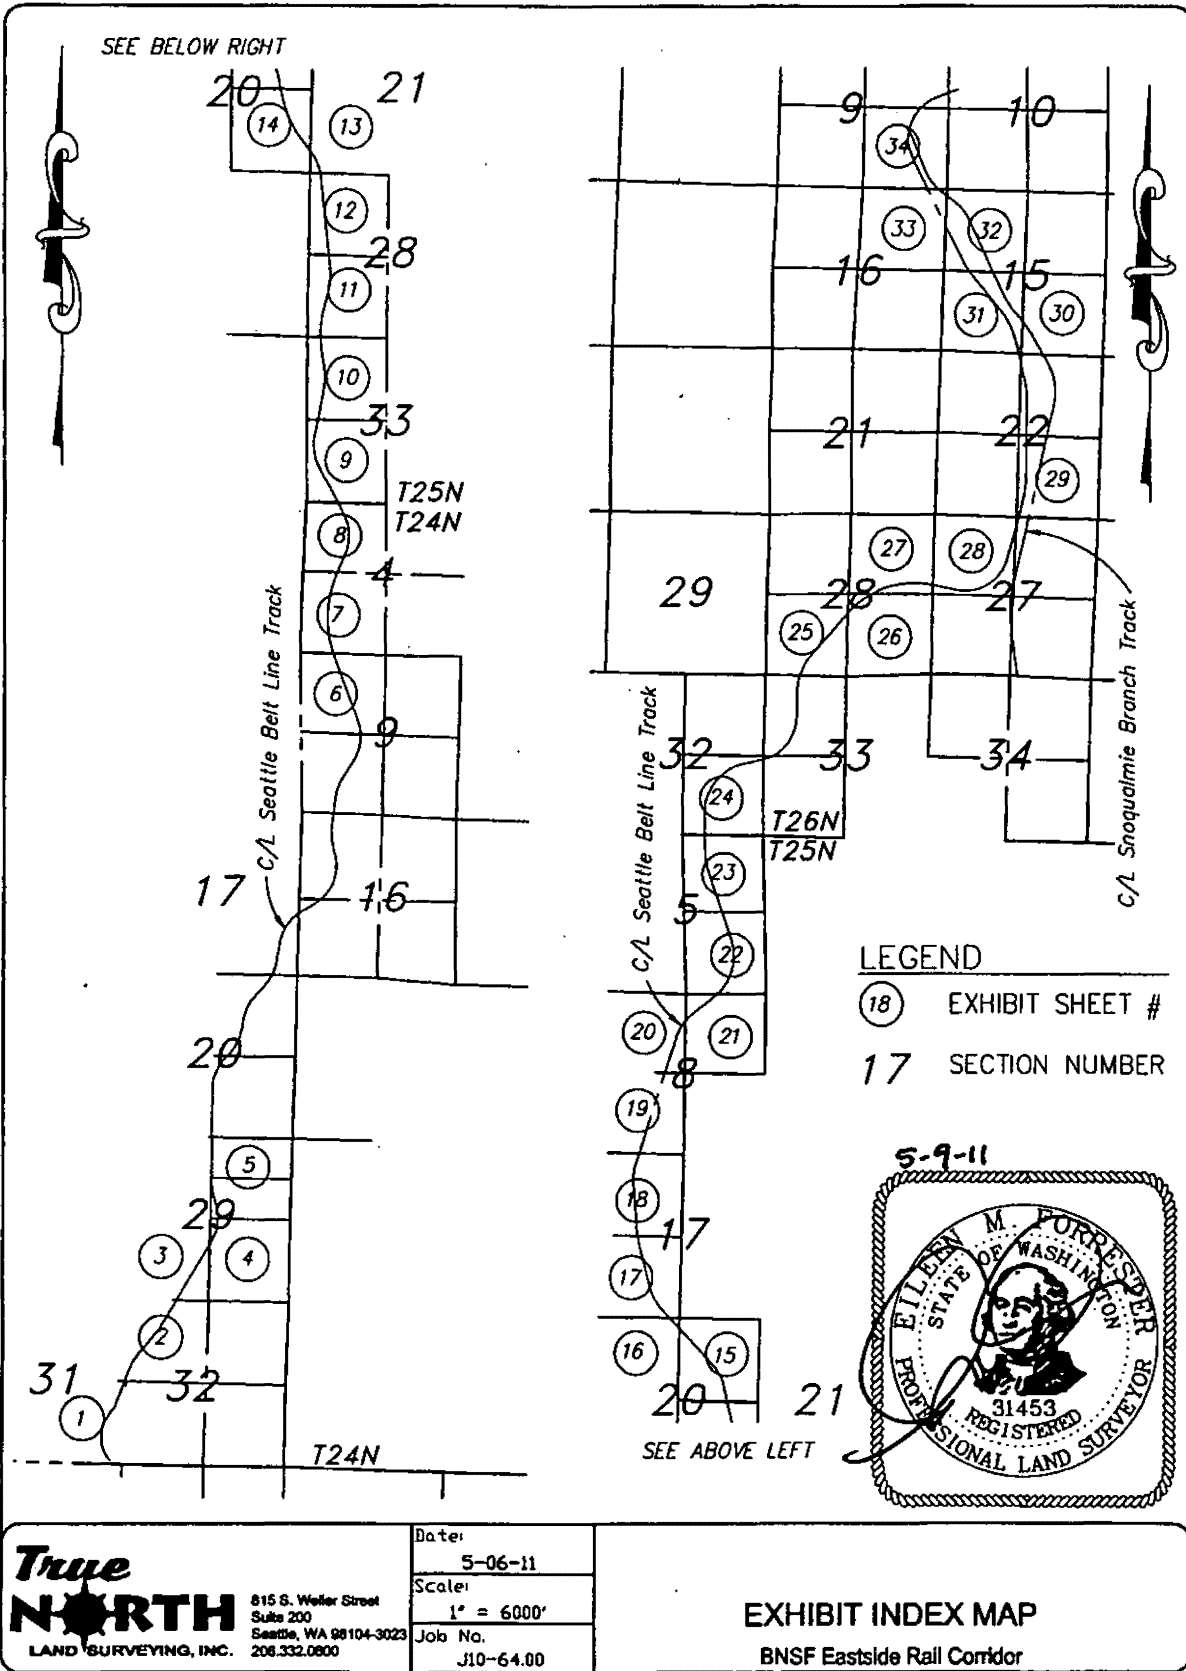 SEE BELOW RIGHT
20
21
14
13
12
28
11
10
33
9
T25N
T24N
8
4
7
6
9
C/L Seattle Belt Line Track
17
16
20
5
29
3
4
2
31
32
1
T24N
9
10
34
33
32
16
15
31
30
21
22
29
27
28
29
28
27
25
26
C/L Snoqualmie Branch Track
C/L Seattle Belt Line Track
32
33
34
24
T26N
T25N
23
5
22
20
21
8
19
18
17
17
16
15
20
21
SEE ABOVE LEFT
LEGEND
18 EXHIBIT SHEET #
17 SECTION NUMBER
5-9-11
EILEEN M. FORRESTER
STATE OF WASHINGTON
31453
REGISTERED
PROFESSIONAL LAND SURVEYOR
True
NORTH
LAND SURVEYING, INC.
815 S. Weller Street
Suite 200
Seattle, WA 98104-3023
206.332.0800
Date:
5-06-11
Scale:
1" = 6000'
Job No.
J10-64.00
EXHIBIT INDEX MAP
BNSF Eastside Rail Corridor